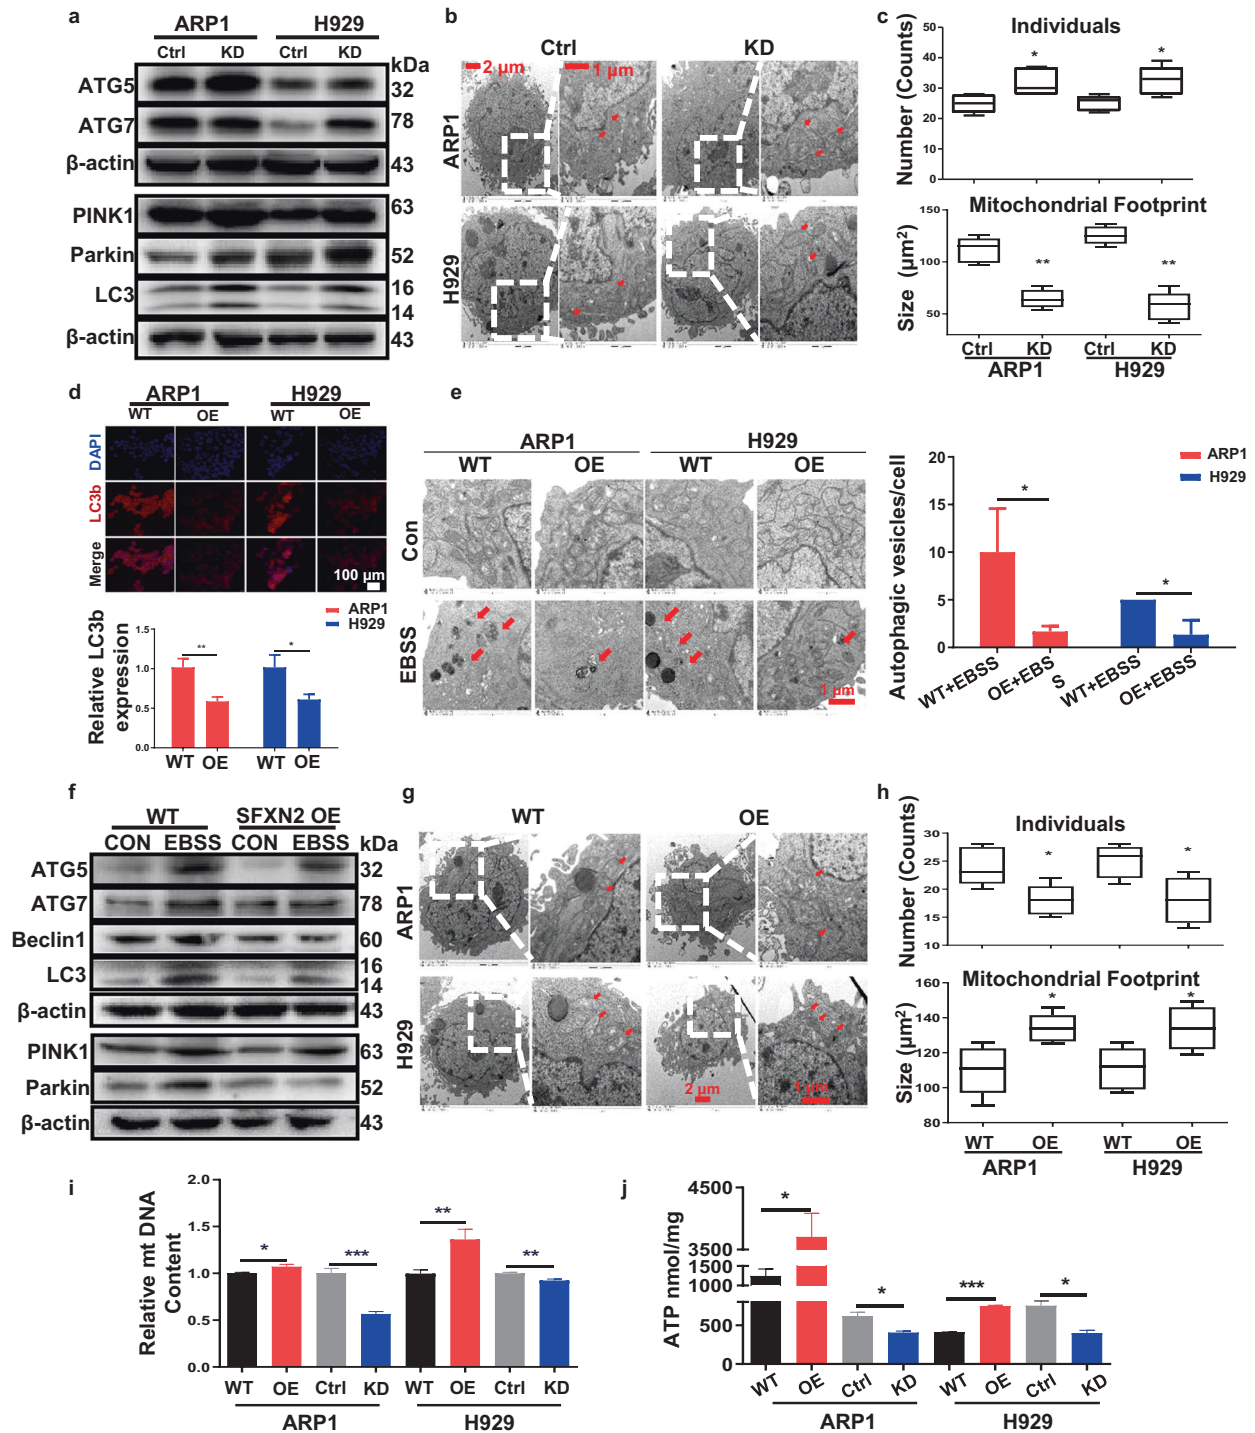 a
ARP1 H929
Ctrl KD Ctrl KD
kDa
ATG5 32
ATG7 78
β-actin 43
PINK1 63
Parkin 52
LC3 16
14
β-actin 43
b
Ctrl KD
2 μm 1 μm
ARP1
H929
c
Individuals
Number (Counts)
50
40
30
20
10
0
* *
Mitochondrial Footprint
Size (μm²)
150
100
50
** **
Ctrl KD Ctrl KD
ARP1 H929
d
ARP1 H929
WT OE WT OE
DAPI
LC3b
Merge
100 μm
ARP1
H929
Relative LC3b
expression
1.5
1.0
0.5
0.0
** *
WT OE WT OE
e
ARP1 H929
WT OE WT OE
Con
EBSS
1 μm
ARP1
H929
Autophagic vesicles/cell
20
15
10
5
0
* *
WT+EBSS
OE+EBS
S
WT+EBSS
OE+EBSS
f
WT SFXN2 OE
CON EBSS CON EBSS kDa
ATG5 32
ATG7 78
Beclin1 60
LC3 16
14
β-actin 43
PINK1 63
Parkin 52
β-actin 43
g
WT OE
ARP1
H929
2 μm 1 μm
h
Individuals
Number (Counts)
30
25
20
15
10
* *
Mitochondrial Footprint
Size (μm²)
160
140
120
100
80
* *
WT OE WT OE
ARP1 H929
i
Relative mt DNA
Content
2.0
1.5
1.0
0.5
0.0
* *** ** **
WT OE Ctrl KD WT OE Ctrl KD
ARP1 H929
j
ATP nmol/mg
4500
3500
1500
1000
500
0
* * *** *
WT OE Ctrl KD WT OE Ctrl KD
ARP1 H929